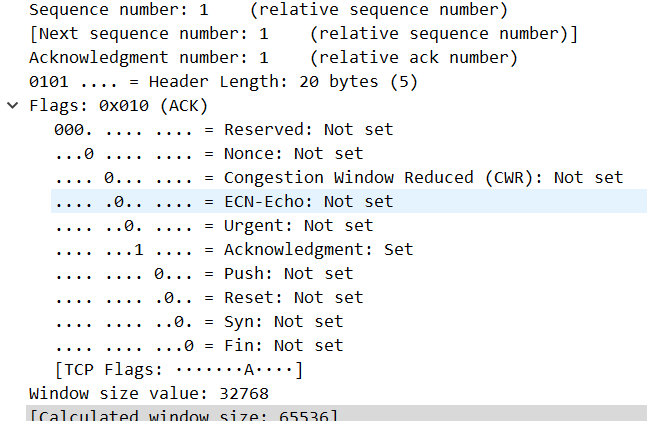 Sequence number: 1    (relative sequence number)
[Next sequence number: 1    (relative sequence number)]
Acknowledgment number: 1    (relative ack number)
0101 .... = Header Length: 20 bytes (5)
Flags: 0x010 (ACK)
000. .... .... = Reserved: Not set
...0 .... .... = Nonce: Not set
.... 0... .... = Congestion Window Reduced (CWR): Not set
.... .0.. .... = ECN-Echo: Not set
.... ..0. .... = Urgent: Not set
.... ...1 .... = Acknowledgment: Set
.... .... 0... = Push: Not set
.... .... .0.. = Reset: Not set
.... .... ..0. = Syn: Not set
.... .... ...0 = Fin: Not set
[TCP Flags: ·······A····]
Window size value: 32768
[Calculated window size: 65536]